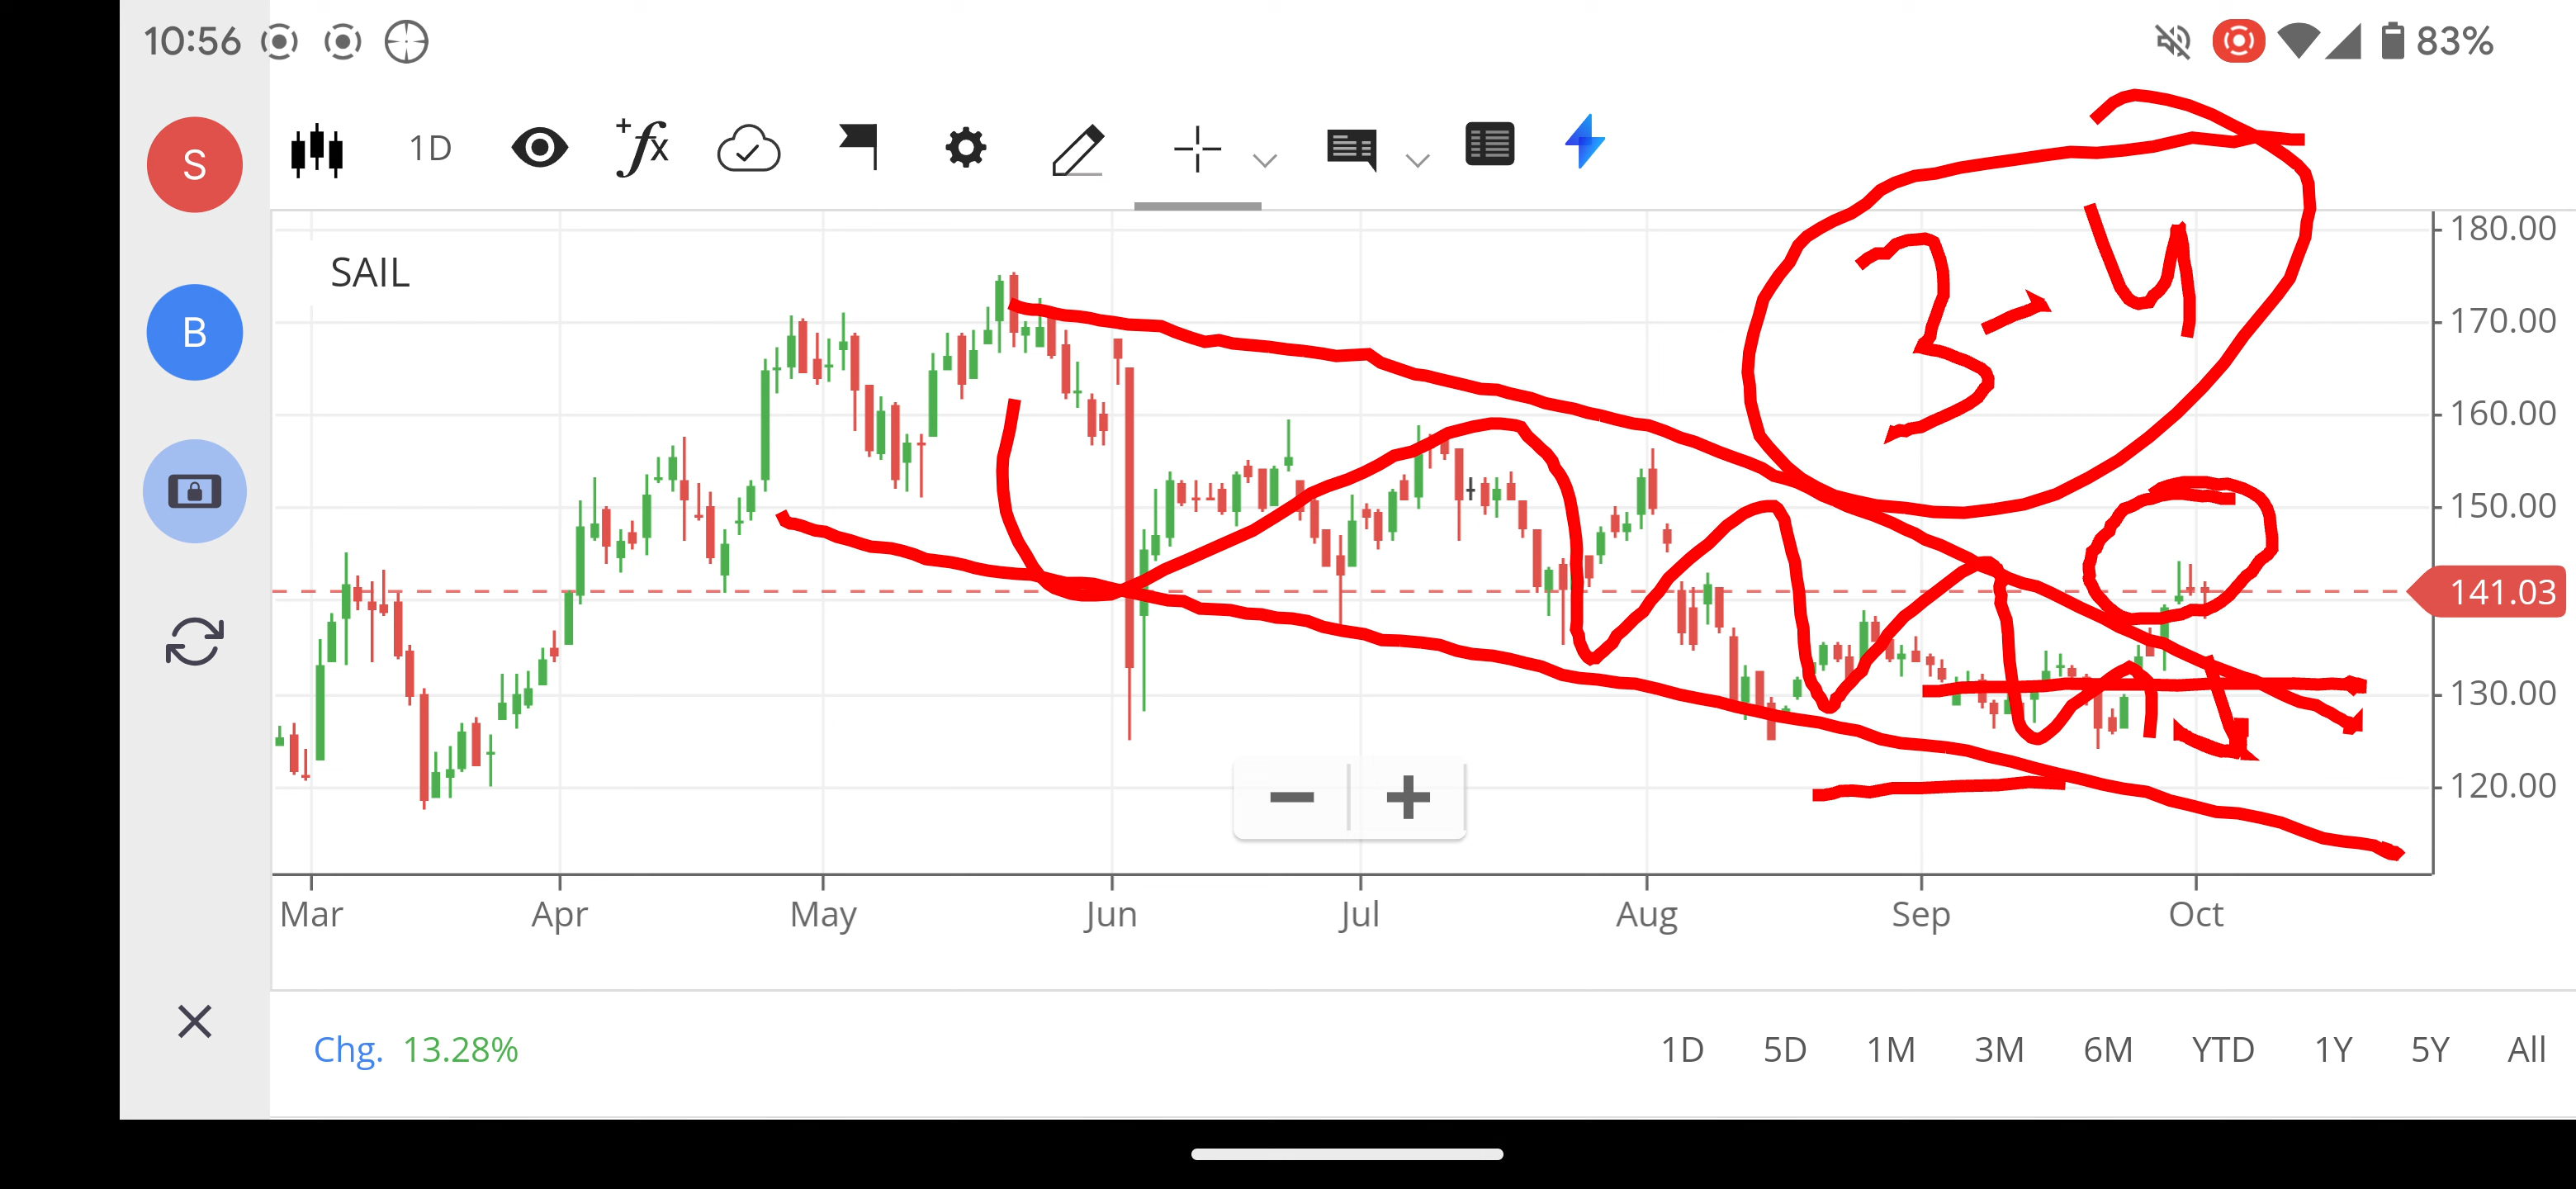 10:56 83%
S
B
1D
+fx
SAIL
3-4
180.00
170.00
160.00
150.00
141.03
130.00
120.00
Mar Apr May Jun Jul Aug Sep Oct
Chg. 13.28% 1D 5D 1M 3M 6M YTD 1Y 5Y All